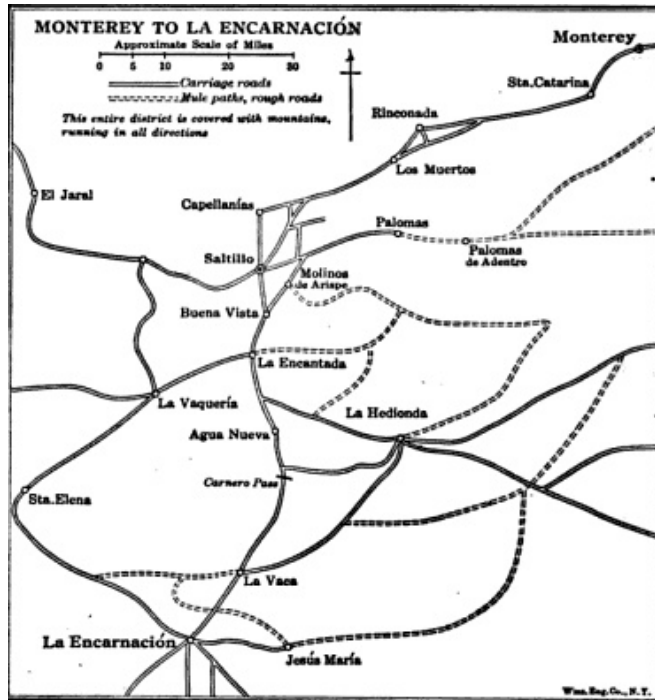 MONTEREY TO LA ENCARNACIÓN
Approximate Scale of Miles
0 5 10 20 30
Carriage roads
Mule paths, rough roads
This entire district is covered with mountains,
running in all directions
Monterey
Sta. Catarina
Rinconada
Los Muertos
El Jaral
Capellanías
Palomas
Saltillo
Palomas
de Adentro
Molinos
de Arispe
Buena Vista
La Encantada
La Vaquería
La Hedionda
Agua Nueva
Carnero Pass
Sta. Elena
La Vaca
La Encarnación
Jesús María
Wms. Eng. Co., N. Y.